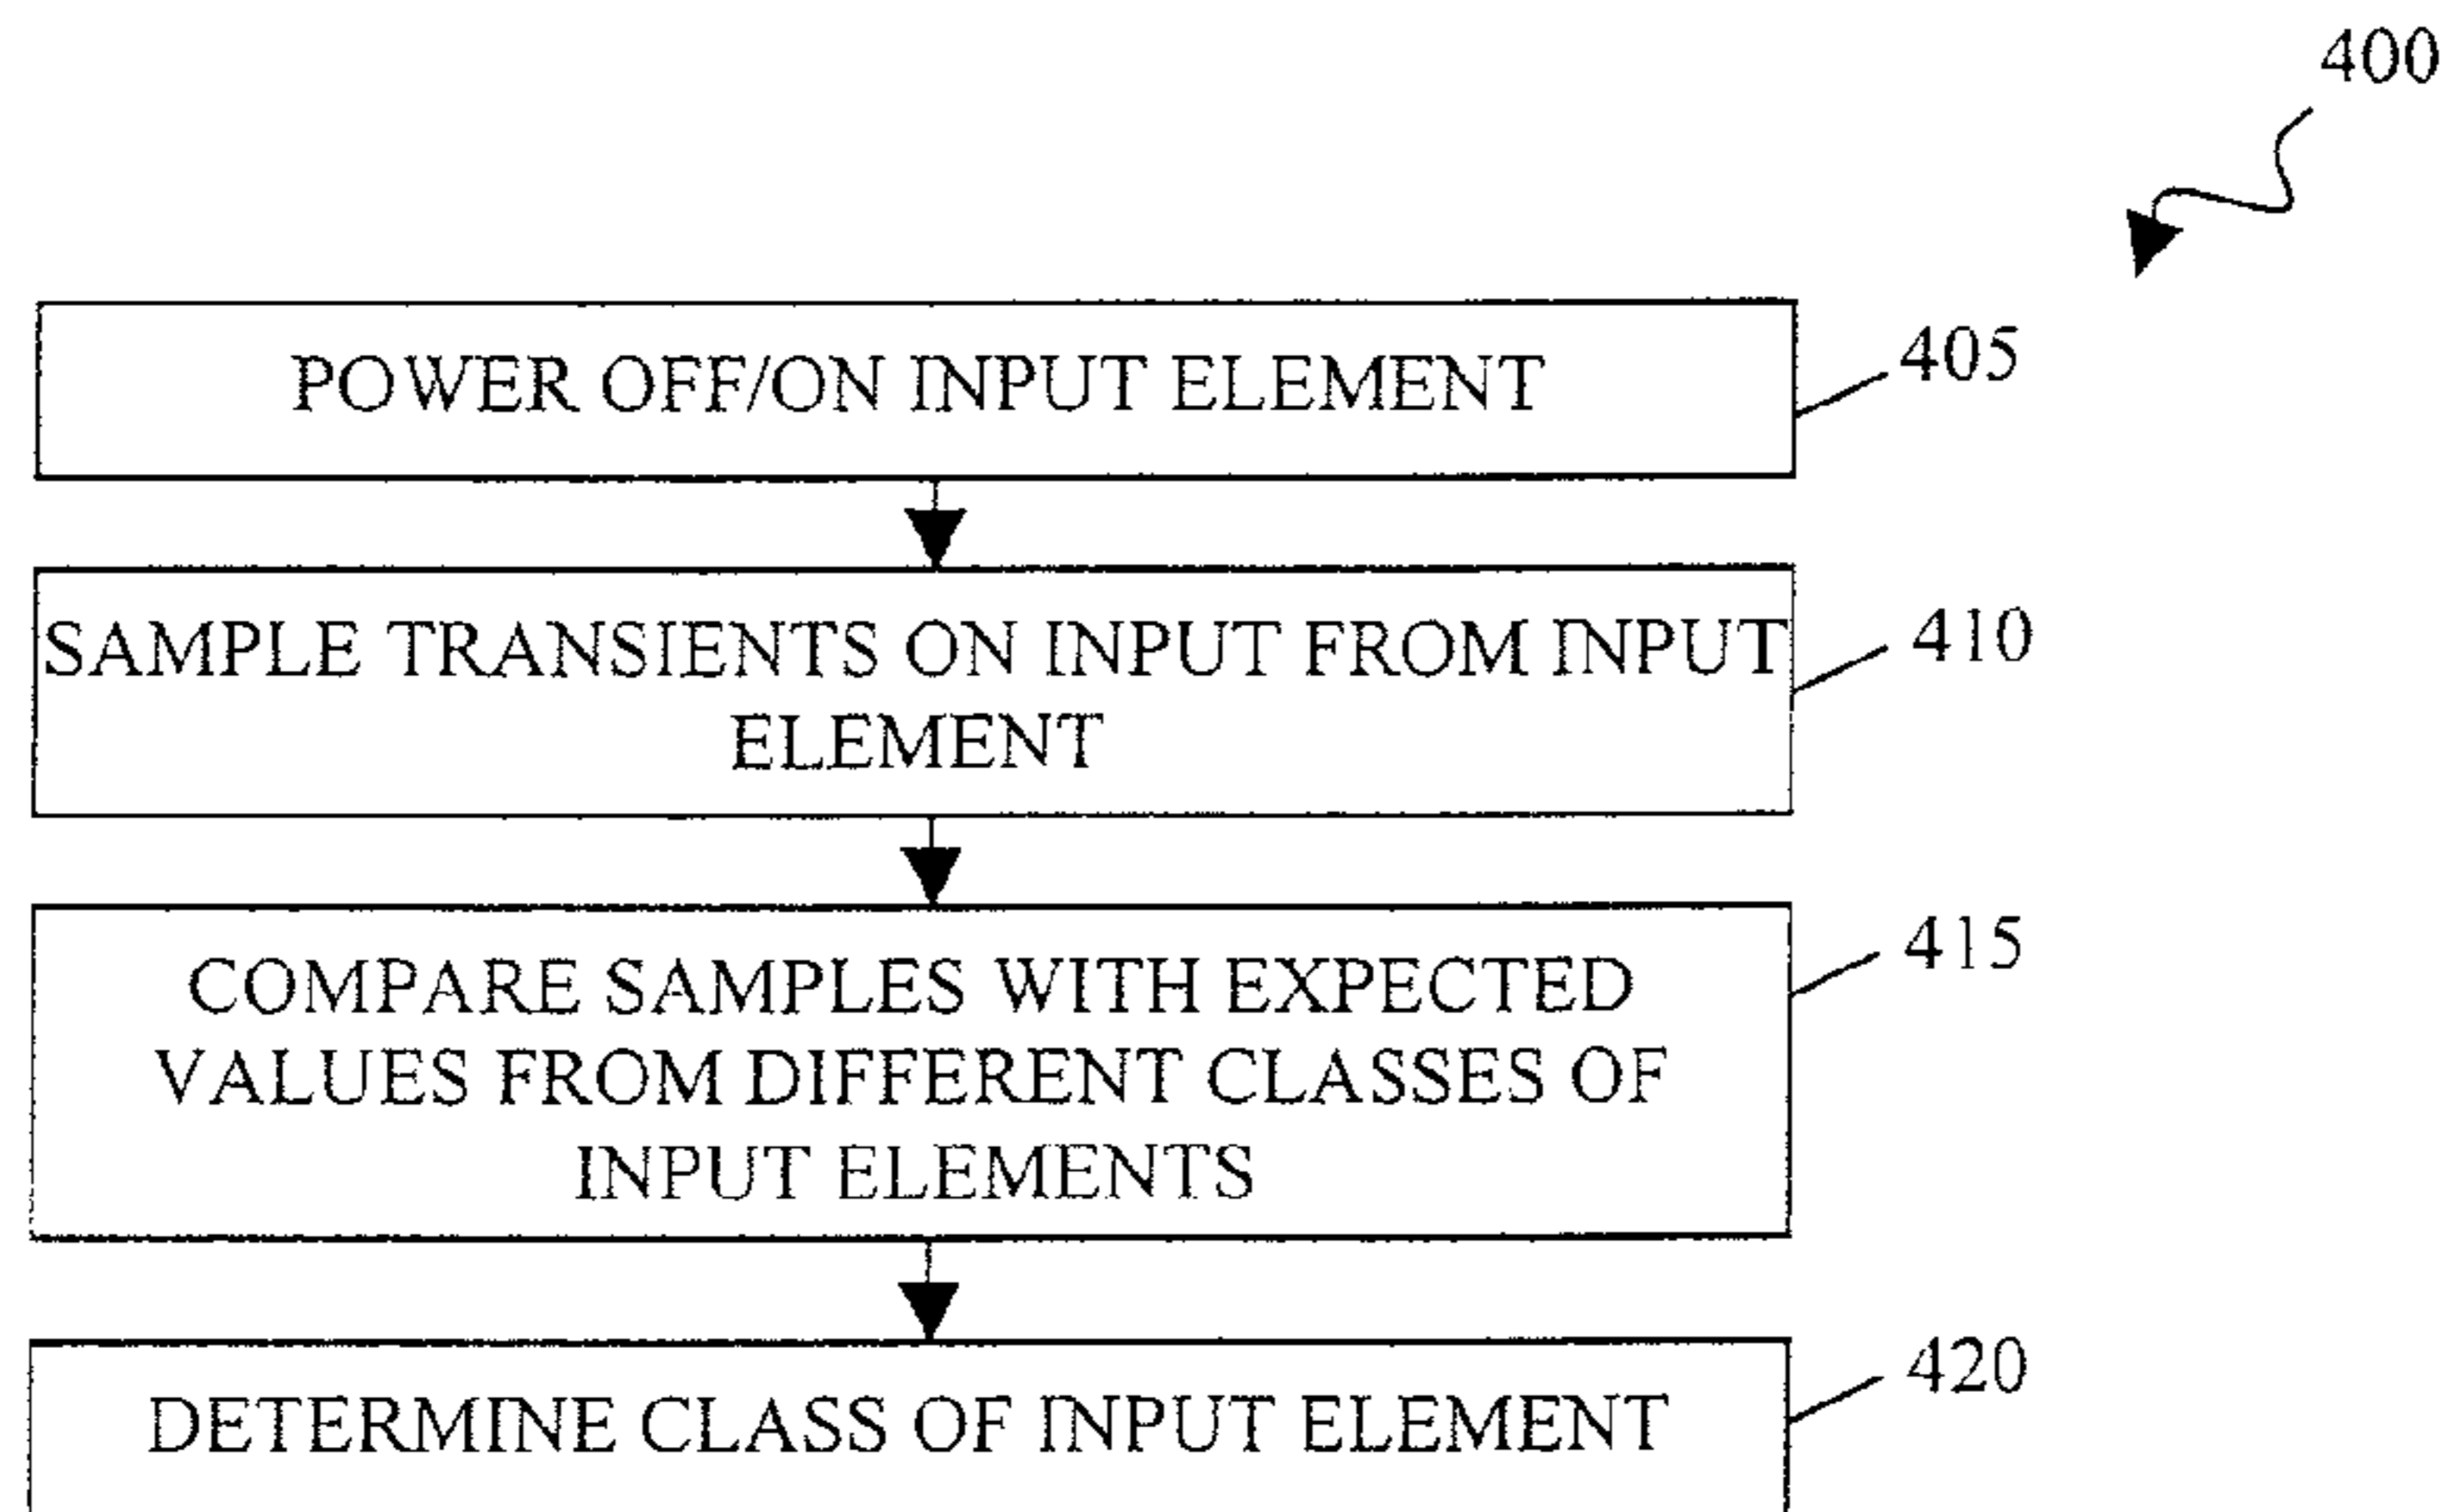 400
POWER OFF/ON INPUT ELEMENT
405
SAMPLE TRANSIENTS ON INPUT FROM INPUT
ELEMENT
410
COMPARE SAMPLES WITH EXPECTED
VALUES FROM DIFFERENT CLASSES OF
INPUT ELEMENTS
415
DETERMINE CLASS OF INPUT ELEMENT
420